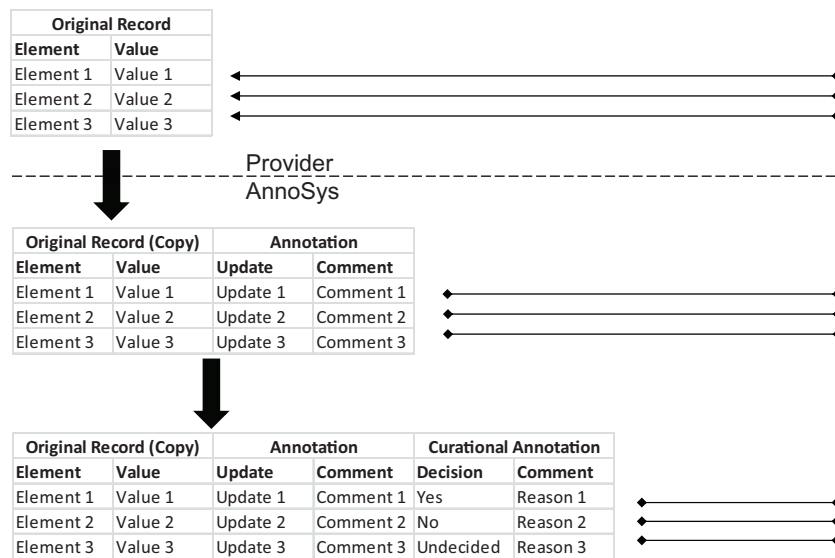 Original Record
Element Value
Element 1 Value 1
Element 2 Value 2
Element 3 Value 3
Provider
AnnoSys
Original Record (Copy) Annotation
Element Value Update Comment
Element 1 Value 1 Update 1 Comment 1
Element 2 Value 2 Update 2 Comment 2
Element 3 Value 3 Update 3 Comment 3
Original Record (Copy) Annotation Curational Annotation
Element Value Update Comment Decision Comment
Element 1 Value 1 Update 1 Comment 1 Yes Reason 1
Element 2 Value 2 Update 2 Comment 2 No Reason 2
Element 3 Value 3 Update 3 Comment 3 Undecided Reason 3